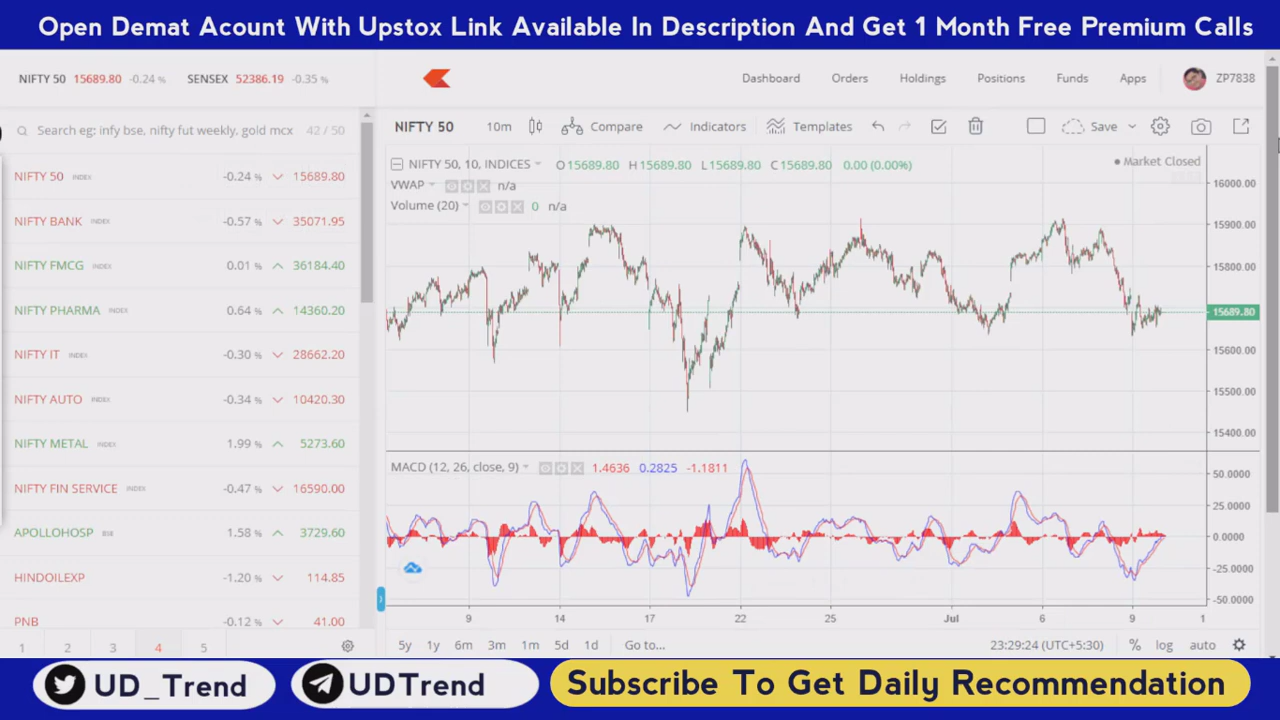 Open Demat Acount With Upstox Link Available In Description And Get 1 Month Free Premium Calls
NIFTY 50 15689.80 -0.24 % SENSEX 52386.19 -0.35 %
Dashboard Orders Holdings Positions Funds Apps ZP7838
Search eg: infy bse, nifty fut weekly, gold mcx 42 / 50
NIFTY 50 INDEX -0.24 % 15689.80
NIFTY BANK INDEX -0.57 % 35071.95
NIFTY FMCG INDEX 0.01 % 36184.40
NIFTY PHARMA INDEX 0.64 % 14360.20
NIFTY IT INDEX -0.30 % 28662.20
NIFTY AUTO INDEX -0.34 % 10420.30
NIFTY METAL INDEX 1.99 % 5273.60
NIFTY FIN SERVICE INDEX -0.47 % 16590.00
APOLLOHOSP BSE 1.58 % 3729.60
HINDOILEXP -1.20 % 114.85
PNB -0.12 % 41.00
1 2 3 4 5
NIFTY 50 10m Compare Indicators Templates Save
NIFTY 50, 10, INDICES O 15689.80 H 15689.80 L 15689.80 C 15689.80 0.00 (0.00%)
Market Closed
VWAP n/a
Volume (20) 0 n/a
16000.00
15900.00
15800.00
15689.80
15600.00
15500.00
15400.00
MACD (12, 26, close, 9) 1.4636 0.2825 -1.1811
50.0000
25.0000
0.0000
-25.0000
-50.0000
9 14 17 22 25 Jul 6 9 1
5y 1y 6m 3m 1m 5d 1d Go to... 23:29:24 (UTC+5:30) % log auto
UD_Trend UDTrend Subscribe To Get Daily Recommendation